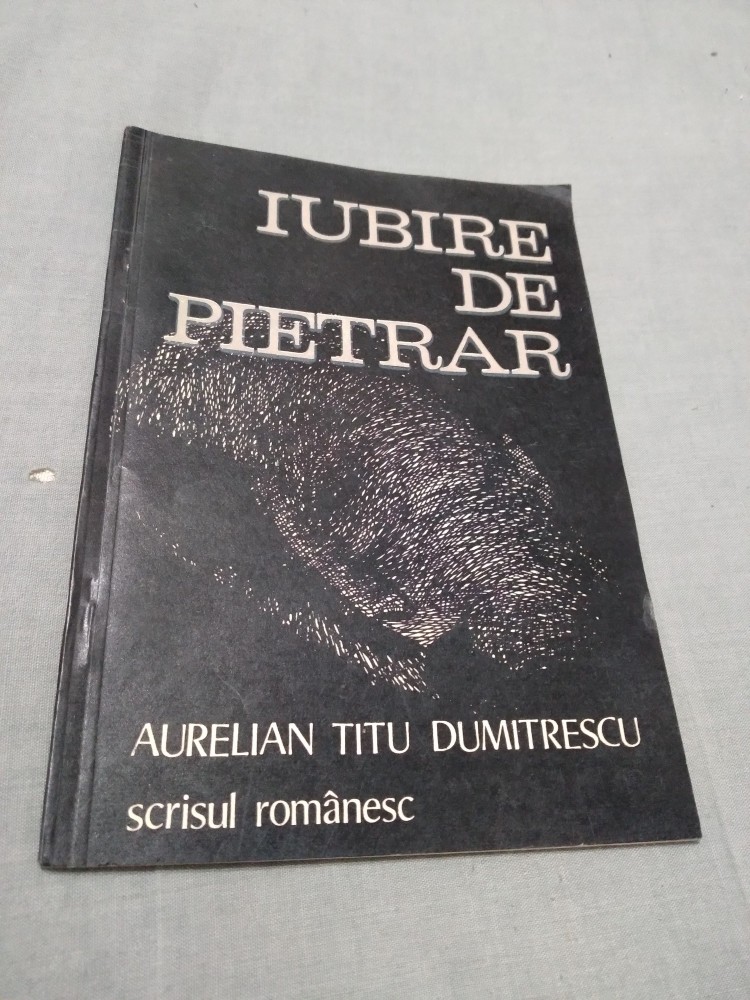 IUBIRE
DE
PIETRAR
AURELIAN TITU DUMITRESCU
scrisul românesc